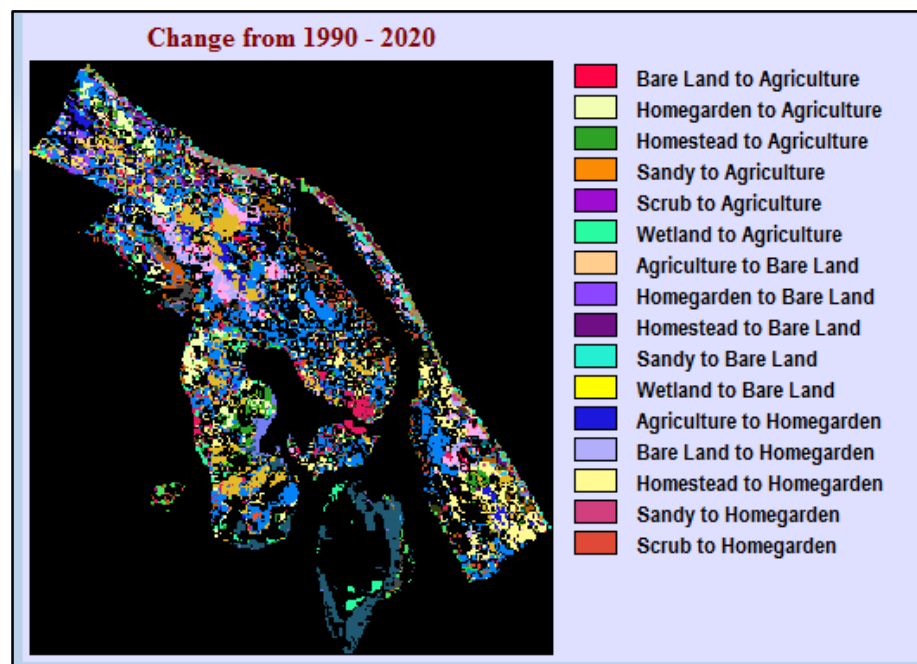 Change from 1990 - 2020
Bare Land to Agriculture
Homegarden to Agriculture
Homestead to Agriculture
Sandy to Agriculture
Scrub to Agriculture
Wetland to Agriculture
Agriculture to Bare Land
Homegarden to Bare Land
Homestead to Bare Land
Sandy to Bare Land
Wetland to Bare Land
Agriculture to Homegarden
Bare Land to Homegarden
Homestead to Homegarden
Sandy to Homegarden
Scrub to Homegarden